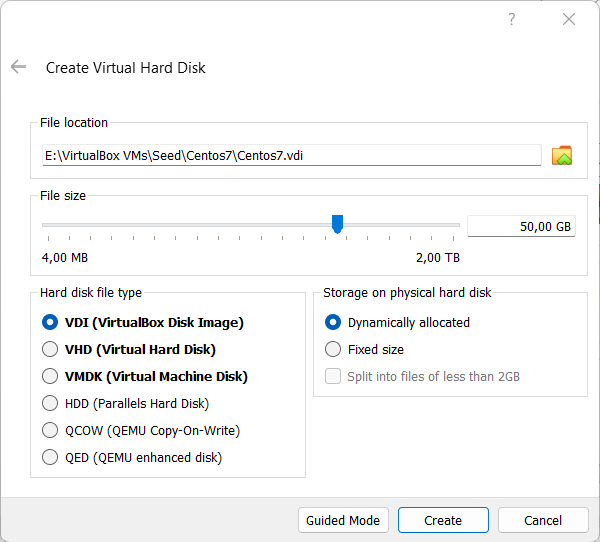 ?
Create Virtual Hard Disk
File location
E:\VirtualBox VMs\Seed\Centos7\Centos7.vdi
File size
50,00 GB
4,00 MB 2,00 TB
Hard disk file type
VDI (VirtualBox Disk Image)
VHD (Virtual Hard Disk)
VMDK (Virtual Machine Disk)
HDD (Parallels Hard Disk)
QCOW (QEMU Copy-On-Write)
QED (QEMU enhanced disk)
Storage on physical hard disk
Dynamically allocated
Fixed size
Split into files of less than 2GB
Guided Mode Create Cancel